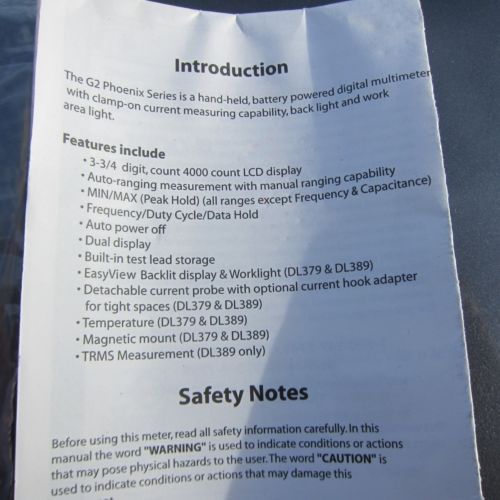 Introduction
The G2 Phoenix Series is a hand-held, battery powered digital multimeter
with clamp-on current measuring capability, back light and work
area light.
Features include
• 3-3/4 digit, count 4000 count LCD display
• Auto-ranging measurement with manual ranging capability
• MIN/MAX (Peak Hold) (all ranges except Frequency & Capacitance)
• Frequency/Duty Cycle/Data Hold
• Auto power off
• Dual display
• Built-in test lead storage
• EasyView Backlit display & Worklight (DL379 & DL389)
• Detachable current probe with optional current hook adapter
for tight spaces (DL379 & DL389)
• Temperature (DL379 & DL389)
• Magnetic mount (DL379 & DL389)
• TRMS Measurement (DL389 only)
Safety Notes
Before using this meter, read all safety information carefully. In this
manual the word "WARNING" is used to indicate conditions or actions
that may pose physical hazards to the user. The word "CAUTION" is
used to indicate conditions or actions that may damage this